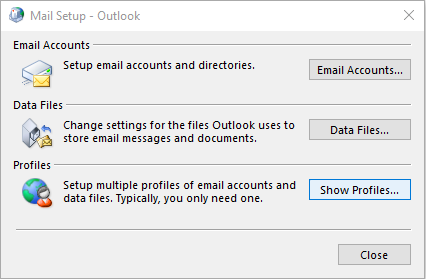 Mail Setup - Outlook
Email Accounts
Setup email accounts and directories.
Email Accounts...
Data Files
Change settings for the files Outlook uses to
store email messages and documents.
Data Files...
Profiles
Setup multiple profiles of email accounts and
data files. Typically, you only need one.
Show Profiles...
Close